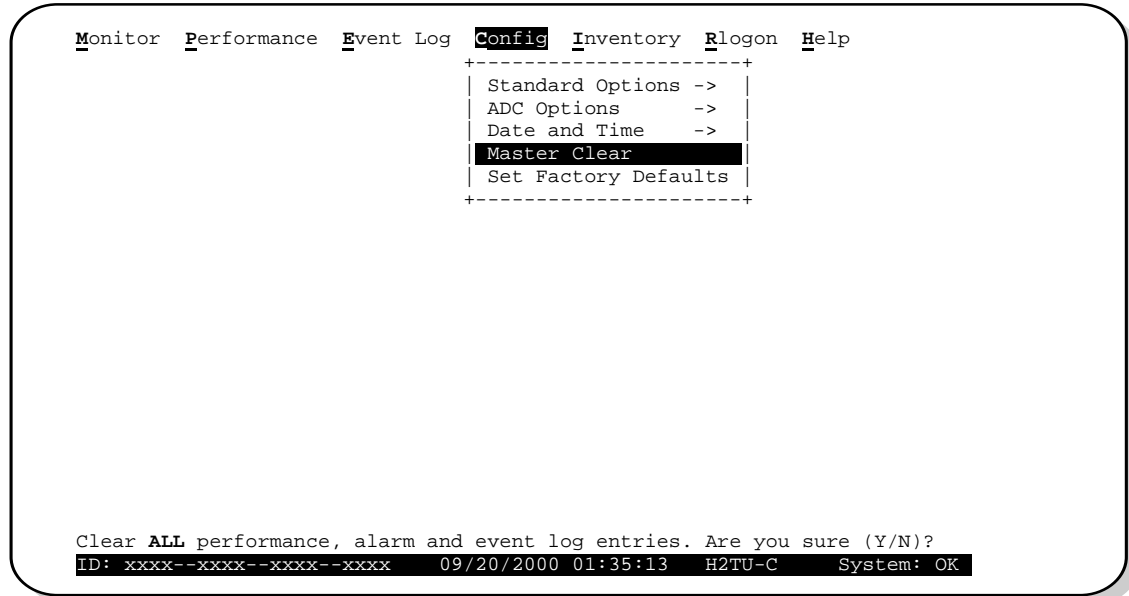 Monitor Performance Event Log Config Inventory Rlogon Help
+----------------------+
| Standard Options -> |
| ADC Options -> |
| Date and Time -> |
| Master Clear |
| Set Factory Defaults |
+----------------------+
Clear ALL performance, alarm and event log entries. Are you sure (Y/N)?
ID: xxxx--xxxx--xxxx--xxxx 09/20/2000 01:35:13 H2TU-C System: OK